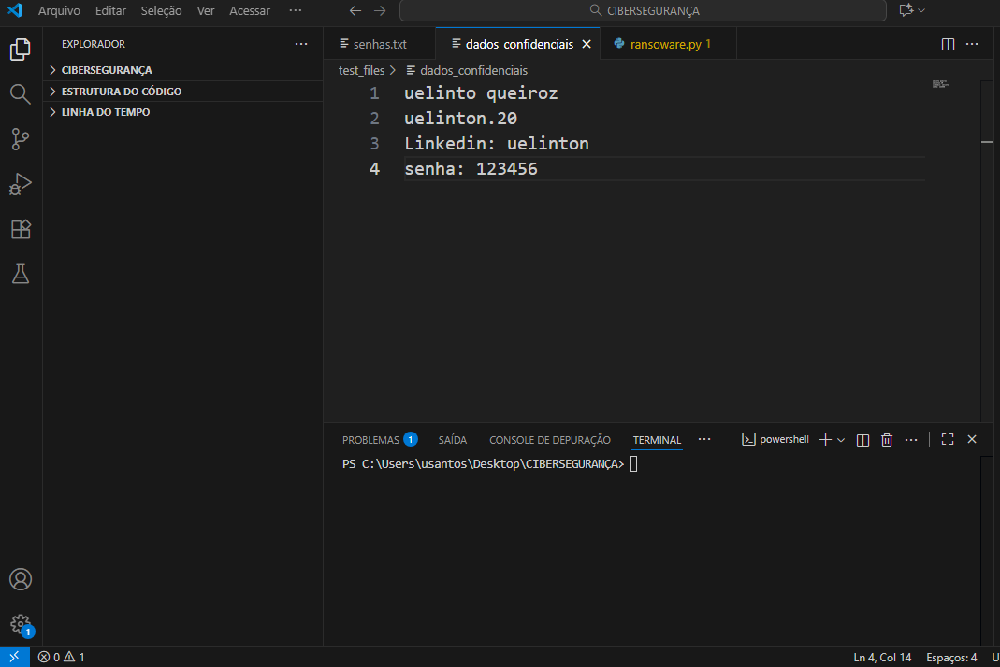 Arquivo Editar Seleção Ver Acessar ··· CIBERSEGURANÇA
EXPLORADOR ···
CIBERSEGURANÇA
ESTRUTURA DO CÓDIGO
LINHA DO TEMPO
senhas.txt dados_confidenciais ransoware.py 1 ···
test_files > dados_confidenciais
1 uelinto queiroz
2 uelinton.20
3 Linkedin: uelinton
4 senha: 123456
PROBLEMAS 1 SAÍDA CONSOLE DE DEPURAÇÃO TERMINAL ··· powershell ···
PS C:\Users\usantos\Desktop\CIBERSEGURANÇA>
1
0 1 Ln 4, Col 14 Espaços: 4 U